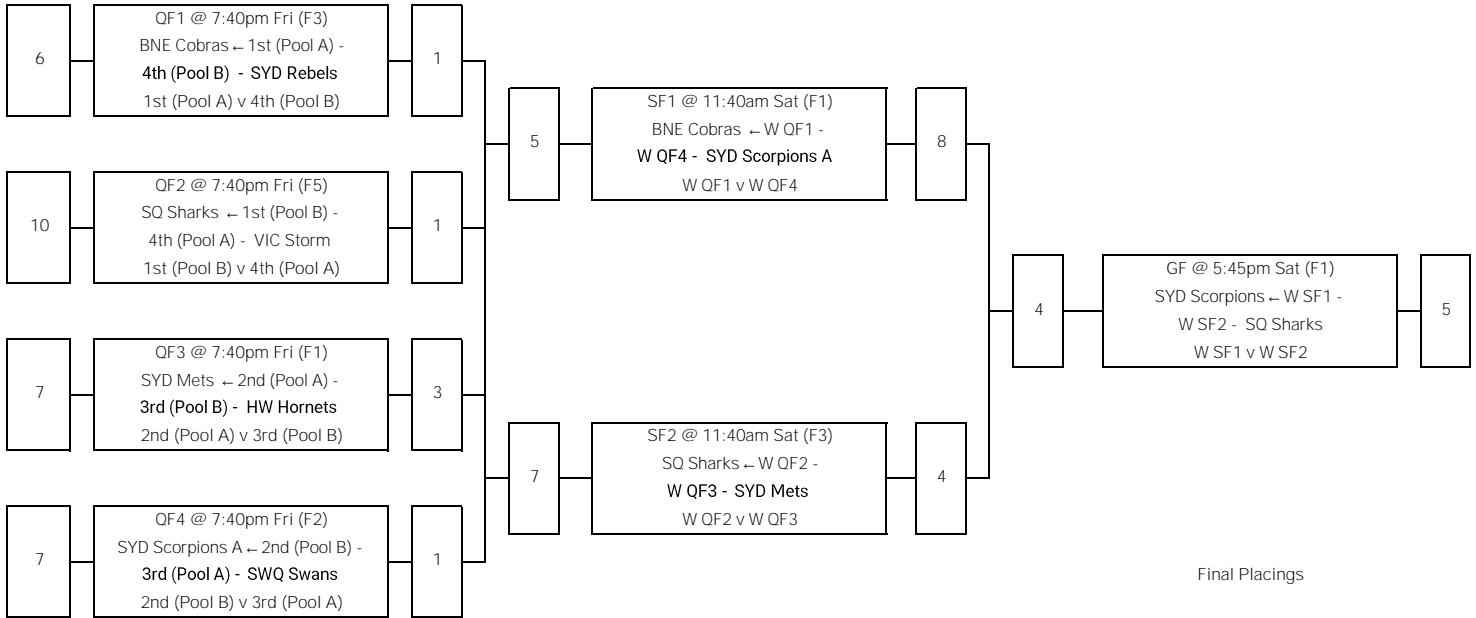 6
QF1 @ 7:40pm Fri (F3)
BNE Cobras ← 1st (Pool A) -
4th (Pool B) - SYD Rebels
1st (Pool A) v 4th (Pool B)
1
10
QF2 @ 7:40pm Fri (F5)
SQ Sharks ← 1st (Pool B) -
4th (Pool A) - VIC Storm
1st (Pool B) v 4th (Pool A)
1
7
QF3 @ 7:40pm Fri (F1)
SYD Mets ← 2nd (Pool A) -
3rd (Pool B) - HW Hornets
2nd (Pool A) v 3rd (Pool B)
3
7
QF4 @ 7:40pm Fri (F2)
SYD Scorpions A ← 2nd (Pool B) -
3rd (Pool A) - SWQ Swans
2nd (Pool B) v 3rd (Pool A)
1
5
SF1 @ 11:40am Sat (F1)
BNE Cobras ← W QF1 -
W QF4 - SYD Scorpions A
W QF1 v W QF4
8
7
SF2 @ 11:40am Sat (F3)
SQ Sharks ← W QF2 -
W QF3 - SYD Mets
W QF2 v W QF3
4
4
GF @ 5:45pm Sat (F1)
SYD Scorpions ← W SF1 -
W SF2 - SQ Sharks
W SF1 v W SF2
5
Final Placings